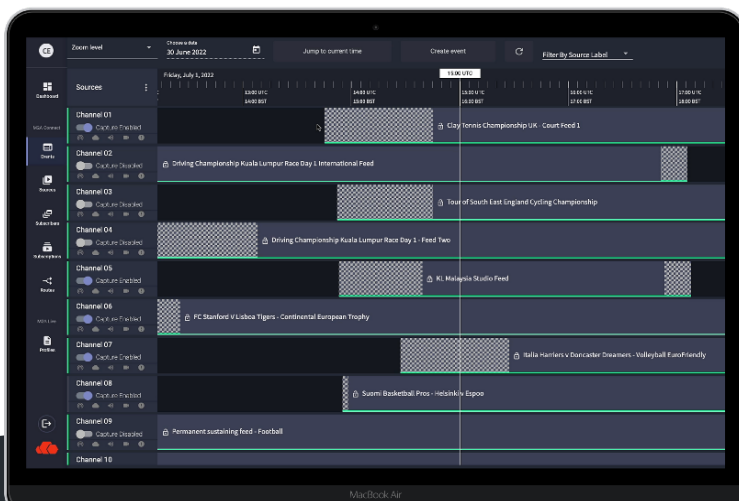 CE
Zoom level
Choose a date
30 June 2022
Jump to current time
Create event
Filter By Source Label
Friday, July 1, 2022
15:00 UTC
Dashboard
Sources
13:00 UTC
14:00 UTC
15:00 UTC
16:00 UTC
17:00 UTC
14:00 BST
15:00 BST
16:00 BST
17:00 BST
18:00 BST
Channel 01
Capture Enabled
Clay Tennis Championship UK - Court Feed 1
Events
Channel 02
Capture Disabled
Driving Championship Kuala Lumpur Race Day 1 International Feed
Sources
Channel 03
Capture Disabled
Tour of South East England Cycling Championship
Subscribers
Channel 04
Capture Disabled
Driving Championship Kuala Lumpur Race Day 1 - Feed Two
Subscriptions
Channel 05
Capture Enabled
KL Malaysia Studio Feed
Routes
Channel 06
Capture Enabled
FC Stanford V Lisboa Tigers - Continental European Trophy
Profiles
Channel 07
Capture Enabled
Italia Harriers v Doncaster Dreamers - Volleyball EuroFriendly
Channel 08
Capture Enabled
Suomi Basketball Pros - Helsinki v Espoo
Channel 09
Capture Disabled
Permanent sustaining feed - Football
Channel 10
MacBook Air